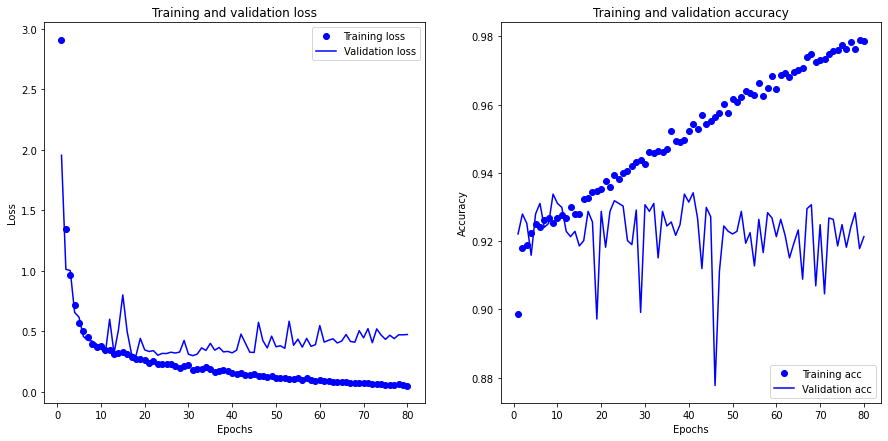 Training and validation loss
3.0
2.5
2.0
1.5
1.0
0.5
0.0
Loss
Training loss
Validation loss
0 10 20 30 40 50 60 70 80
Epochs
Training and validation accuracy
0.98
0.96
0.94
0.92
0.90
0.88
Accuracy
Training acc
Validation acc
0 10 20 30 40 50 60 70 80
Epochs